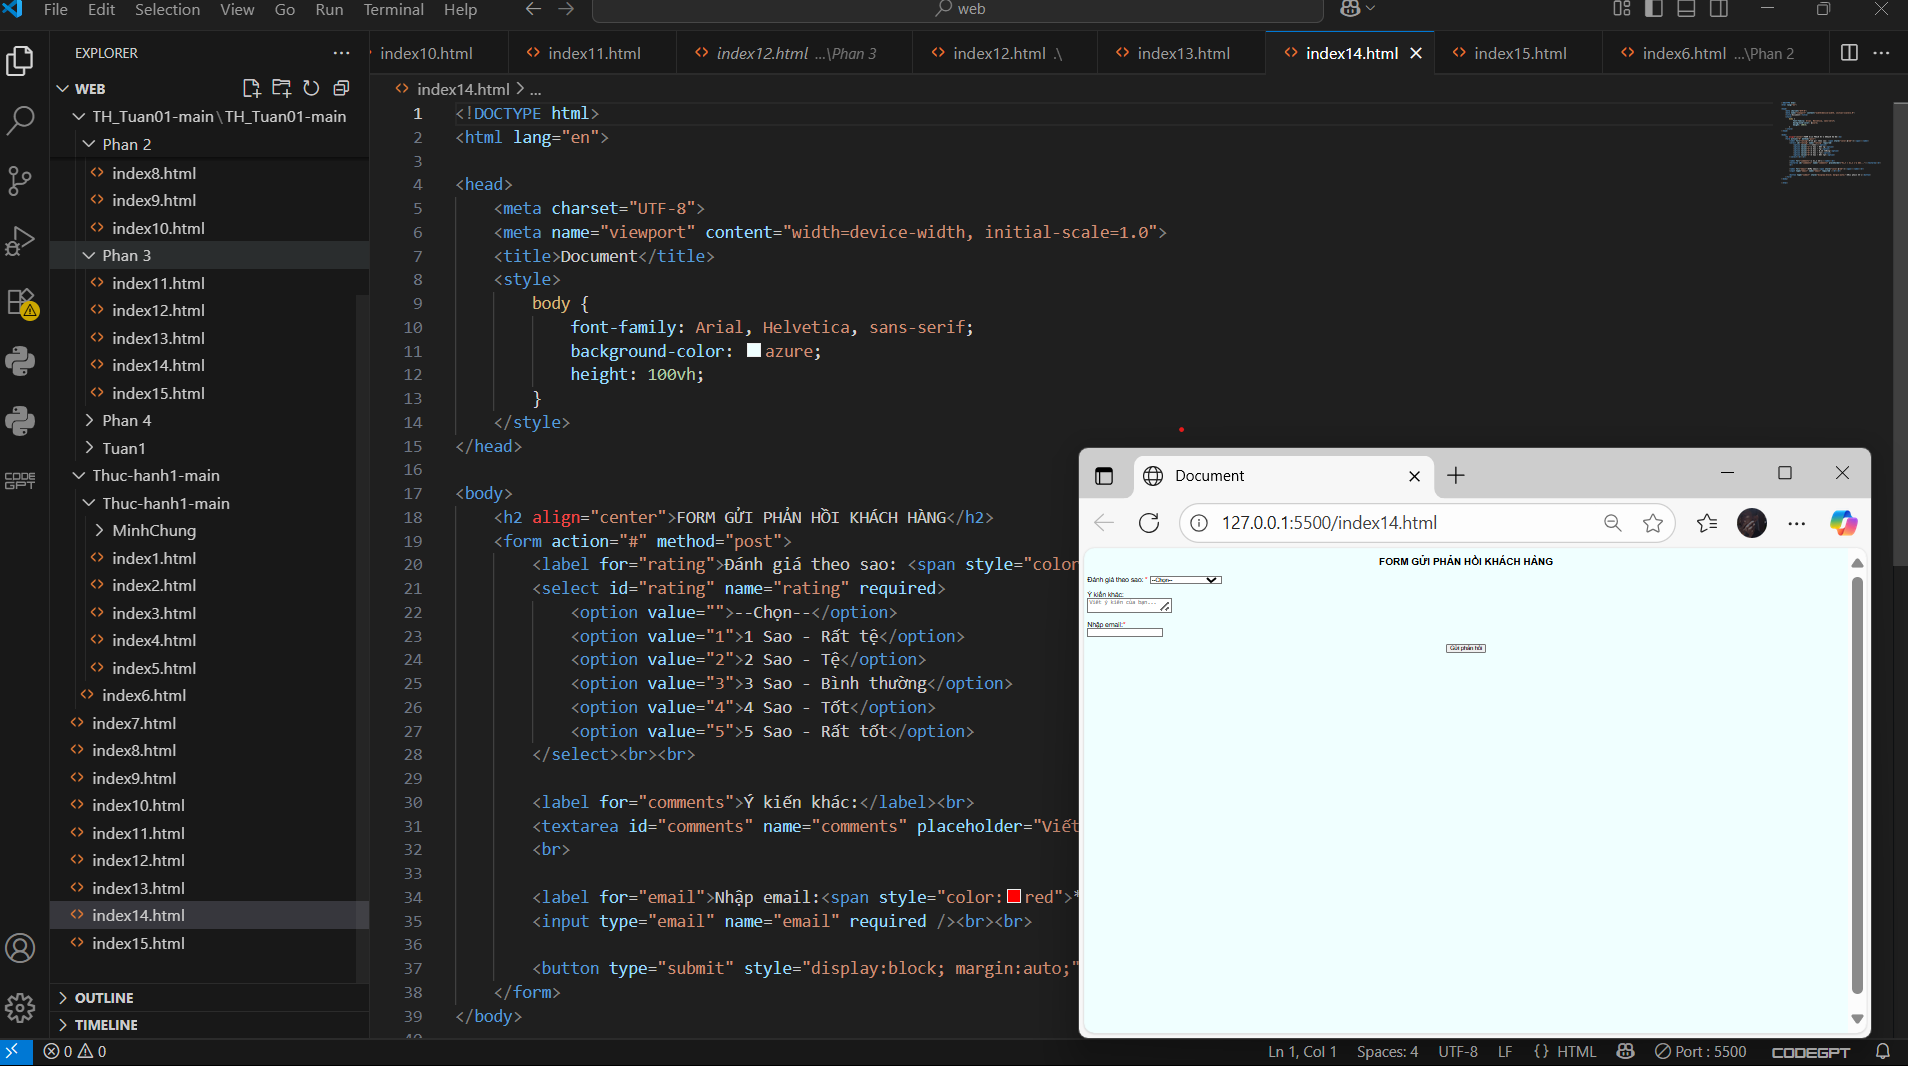 File Edit Selection View Go Run Terminal Help
web
EXPLORER
WEB
TH_Tuan01-main\TH_Tuan01-main
Phan 2
index8.html
index9.html
index10.html
Phan 3
index11.html
index12.html
index13.html
index14.html
index15.html
Phan 4
Tuan1
Thuc-hanh1-main
Thuc-hanh1-main
MinhChung
index1.html
index2.html
index3.html
index4.html
index5.html
index6.html
index7.html
index8.html
index9.html
index10.html
index11.html
index12.html
index13.html
index14.html
index15.html
OUTLINE
TIMELINE
CODE
GPT
index10.html index11.html index12.html ...\Phan 3 index12.html .\ index13.html index14.html index15.html index6.html ...\Phan 2
index14.html > ...
1 <!DOCTYPE html>
2 <html lang="en">
3
4 <head>
5 <meta charset="UTF-8">
6 <meta name="viewport" content="width=device-width, initial-scale=1.0">
7 <title>Document</title>
8 <style>
9 body {
10 font-family: Arial, Helvetica, sans-serif;
11 background-color: azure;
12 height: 100vh;
13 }
14 </style>
15 </head>
16
17 <body>
18 <h2 align="center">FORM GỬI PHẢN HỒI KHÁCH HÀNG</h2>
19 <form action="#" method="post">
20 <label for="rating">Đánh giá theo sao: <span style="color
21 <select id="rating" name="rating" required>
22 <option value="">--Chọn--</option>
23 <option value="1">1 Sao - Rất tệ</option>
24 <option value="2">2 Sao - Tệ</option>
25 <option value="3">3 Sao - Bình thường</option>
26 <option value="4">4 Sao - Tốt</option>
27 <option value="5">5 Sao - Rất tốt</option>
28 </select><br><br>
29
30 <label for="comments">Ý kiến khác:</label><br>
31 <textarea id="comments" name="comments" placeholder="Viết
32 <br>
33
34 <label for="email">Nhập email:<span style="color:red">*
35 <input type="email" name="email" required /><br><br>
36
37 <button type="submit" style="display:block; margin:auto;"
38 </form>
39 </body>
Document
127.0.0.1:5500/index14.html
FORM GỬI PHẢN HỒI KHÁCH HÀNG
Đánh giá theo sao: * --Chọn--
Ý kiến khác:
Viết ý kiến của bạn...
Nhập email:*
Gửi phản hồi
0 0 Ln 1, Col 1 Spaces: 4 UTF-8 LF {} HTML Port : 5500 CODEGPT